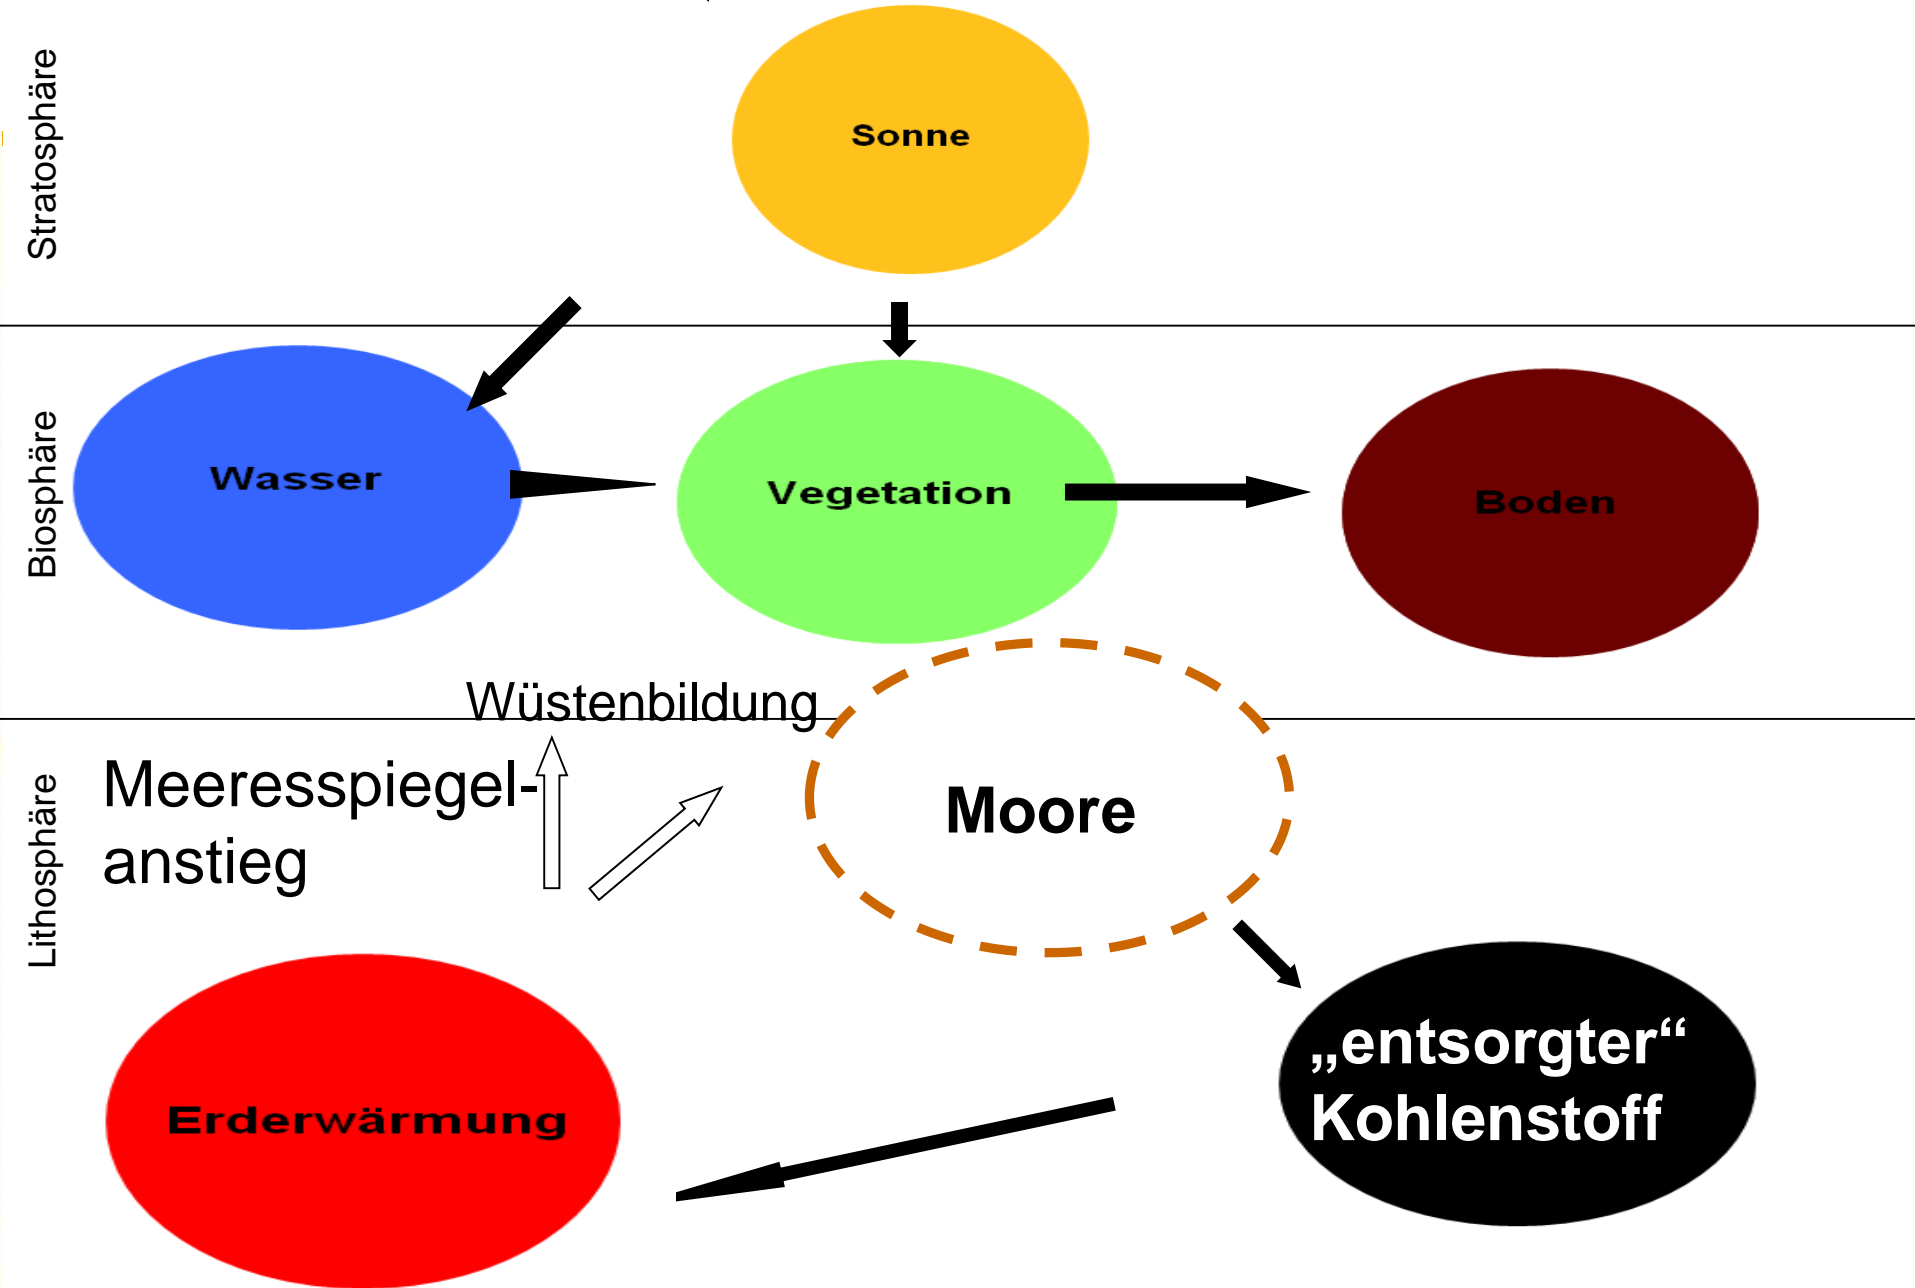 Stratosphäre
Sonne
Biosphäre
Wasser
Vegetation
Boden
Wüstenbildung
Lithosphäre
Meeresspiegel-
anstieg
Moore
„entsorgter“
Kohlenstoff
Erderwärmung